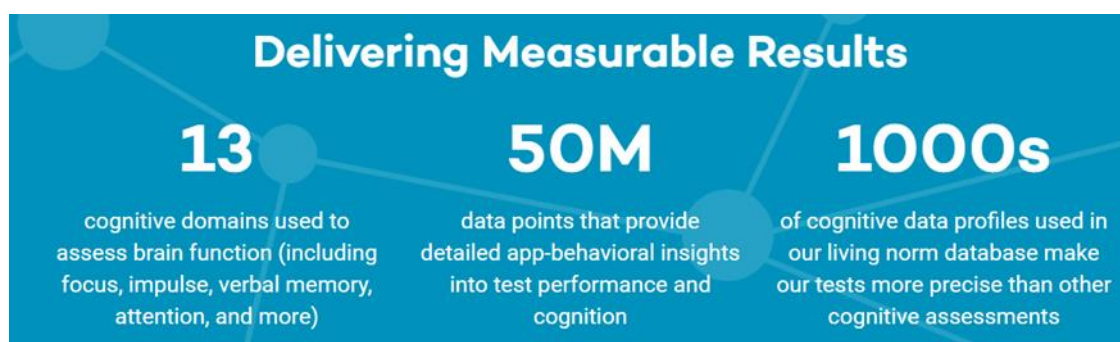 Delivering Measurable Results
13
cognitive domains used to
assess brain function (including
focus, impulse, verbal memory,
attention, and more)
50M
data points that provide
detailed app-behavioral insights
into test performance and
cognition
1000s
of cognitive data profiles used in
our living norm database make
our tests more precise than other
cognitive assessments